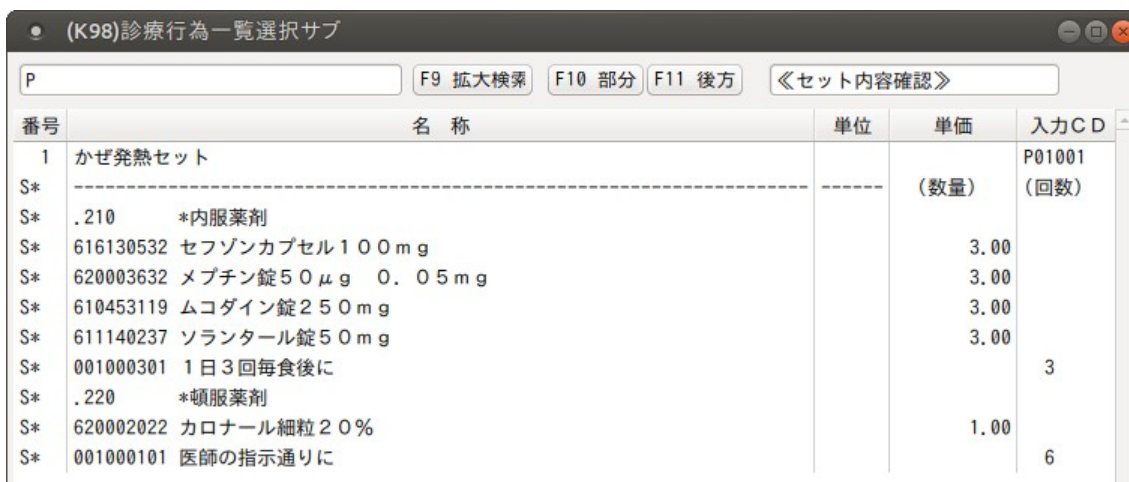 (K98)診療行為一覧選択サブ
P F9 拡大検索 F10 部分 F11 後方 ≪セット内容確認≫
番号 名 称 単位 単価 入力CD
1 かぜ発熱セット P01001
S* ---------------------------------------------------------------------- ------ (数量) (回数)
S* .210 *内服薬剤
S* 616130532 セフゾンカプセル100mg 3.00
S* 620003632 メプチン錠50μg 0.05mg 3.00
S* 610453119 ムコダイン錠250mg 3.00
S* 611140237 ソランタール錠50mg 3.00
S* 001000301 1日3回毎食後に 3
S* .220 *頓服薬剤
S* 620002022 カロナール細粒20% 1.00
S* 001000101 医師の指示通りに 6